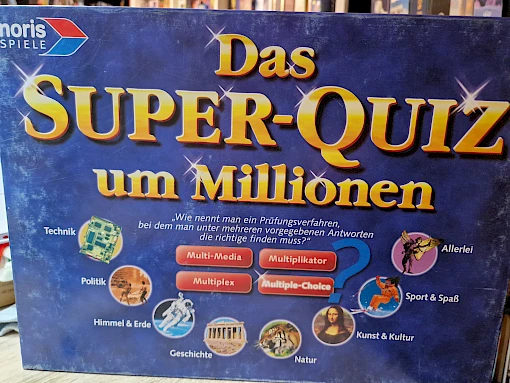 noris
SPIELE
Das
SUPER-QUIZ
um Millionen
„Wie nennt man ein Prüfungsverfahren,
bei dem man unter mehreren vorgegebenen Antworten
die richtige finden muss?"
Multi-Media
Multiplikator
Multiplex
Multiple-Choice
?
Technik
Allerlei
Politik
Sport & Spaß
Himmel & Erde
Kunst & Kultur
Geschichte
Natur